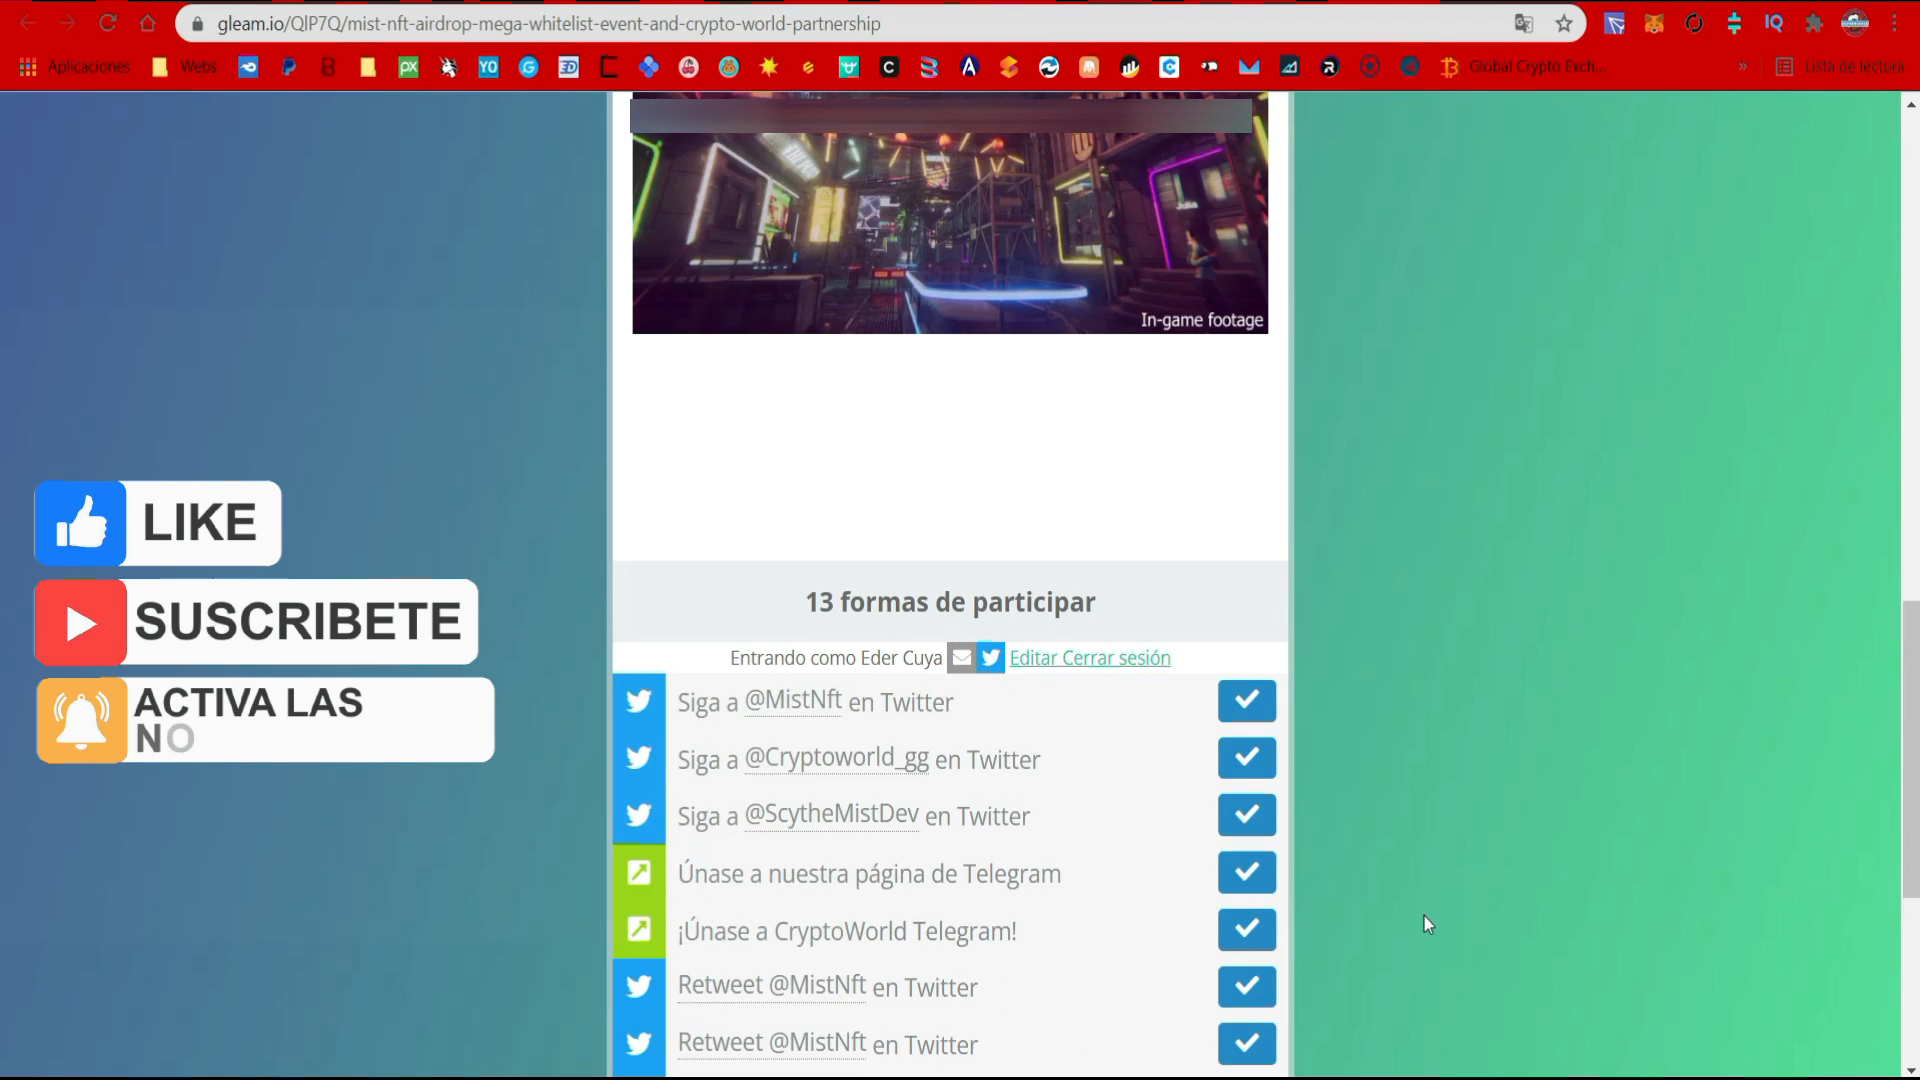 gleam.io/QlP7Q/mist-nft-airdrop-mega-whitelist-event-and-crypto-world-partnership
Aplicaciones
Webs
Global Crypto Exch...
Lista de lectura
In-game footage
13 formas de participar
Entrando como Eder Cuya Editar Cerrar sesión
Siga a @MistNft en Twitter
Siga a @Cryptoworld_gg en Twitter
Siga a @ScytheMistDev en Twitter
Únase a nuestra página de Telegram
¡Únase a CryptoWorld Telegram!
Retweet @MistNft en Twitter
Retweet @MistNft en Twitter
LIKE
SUSCRIBETE
ACTIVA LAS
NO